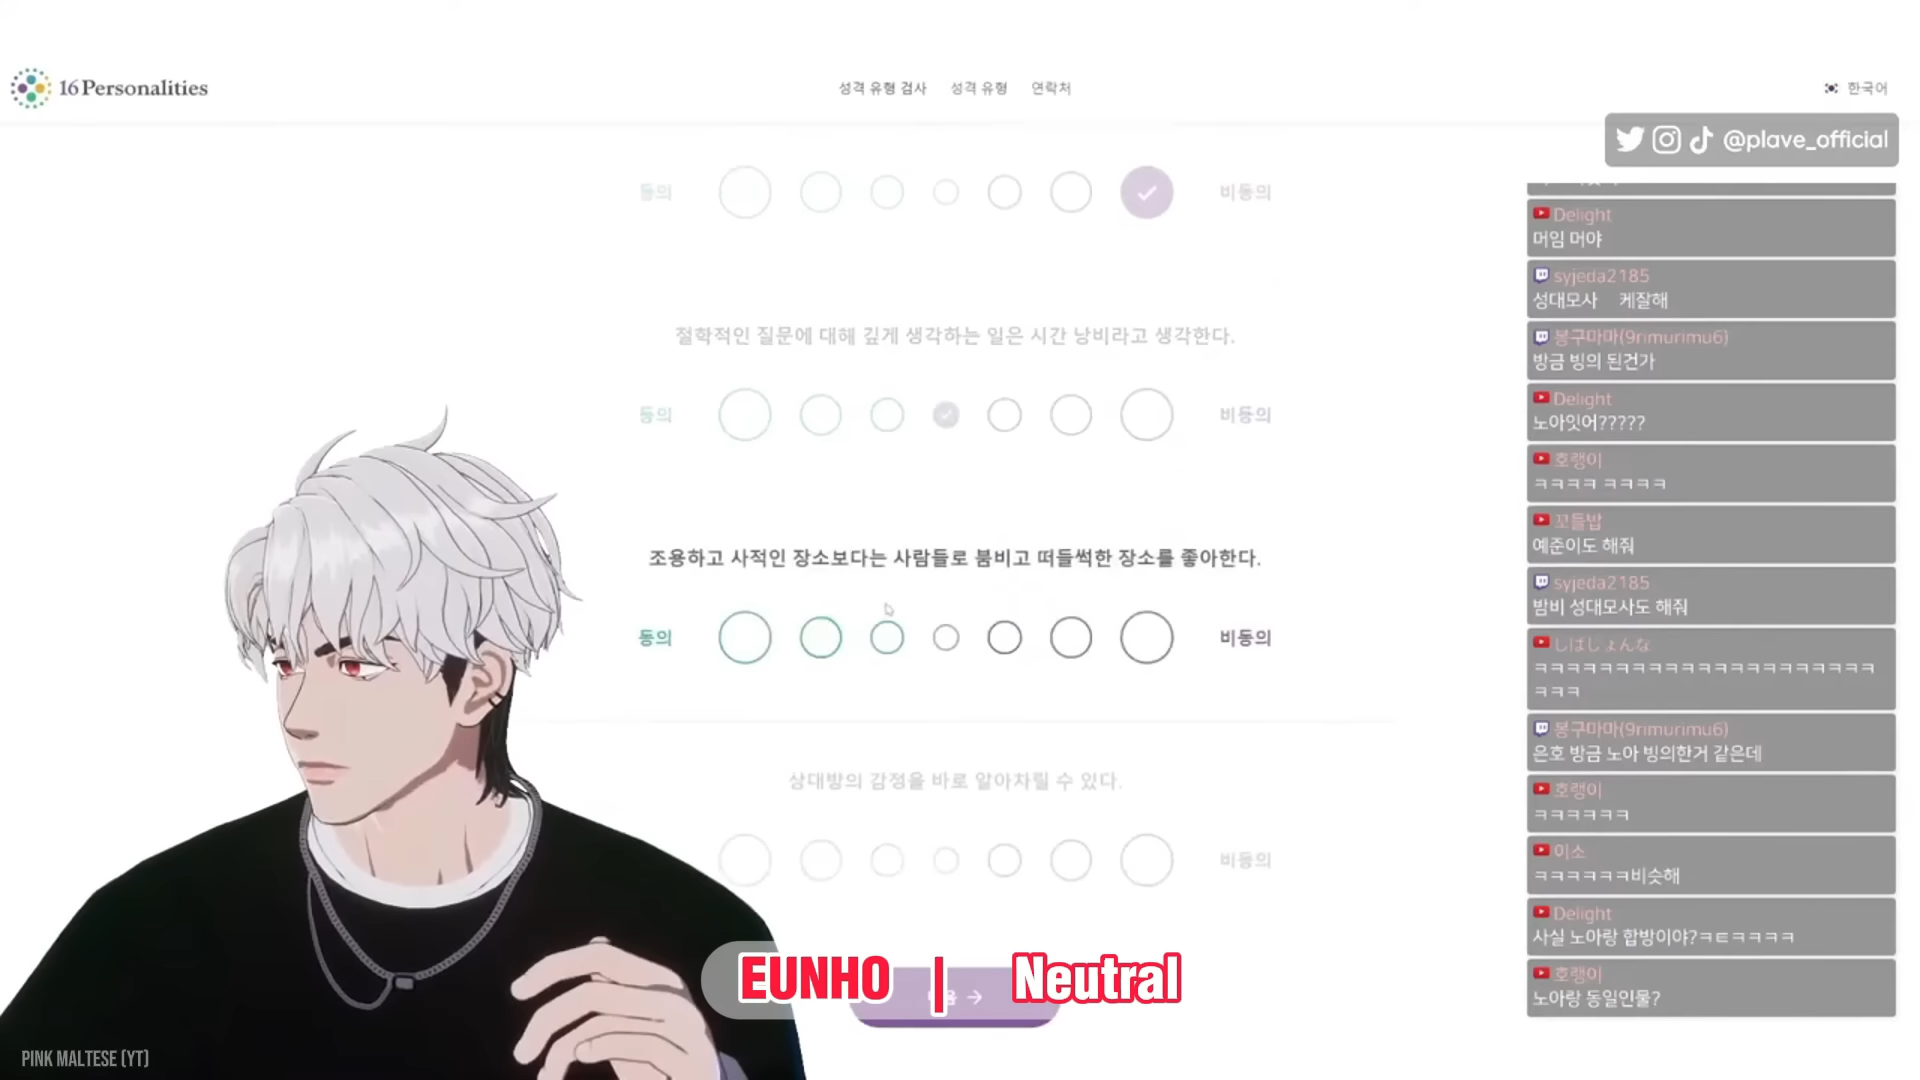 16Personalities
성격 유형 검사
성격 유형
연락처
한국어
@plave_official
동의
비동의
철학적인 질문에 대해 깊게 생각하는 일은 시간 낭비라고 생각한다.
동의
비동의
조용하고 사적인 장소보다는 사람들로 붐비고 떠들썩한 장소를 좋아한다.
동의
비동의
상대방의 감정을 바로 알아차릴 수 있다.
비동의
Delight
머임 머야
syjeda2185
성대모사 케잘해
봉구마마(9rimurimu6)
방금 빙의 된건가
Delight
노아잇어?????
호랭이
ㅋㅋㅋㅋ ㅋㅋㅋㅋ
꼬들밥
예준이도 해줘
syjeda2185
밤비 성대모사도 해줘
しばしょんな
ㅋㅋㅋㅋㅋㅋㅋㅋㅋㅋㅋㅋㅋㅋㅋㅋㅋㅋㅋㅋㅋ
ㅋㅋㅋ
봉구마마(9rimurimu6)
은호 방금 노아 빙의한거 같은데
호랭이
ㅋㅋㅋㅋㅋㅋ
이소
ㅋㅋㅋㅋㅋㅋ비슷해
Delight
사실 노아랑 합방이야?ㅋㅌㅋㅋㅋㅋ
호랭이
노아랑 동일인물?
EUNHO | Neutral
PINK MALTESE (YT)